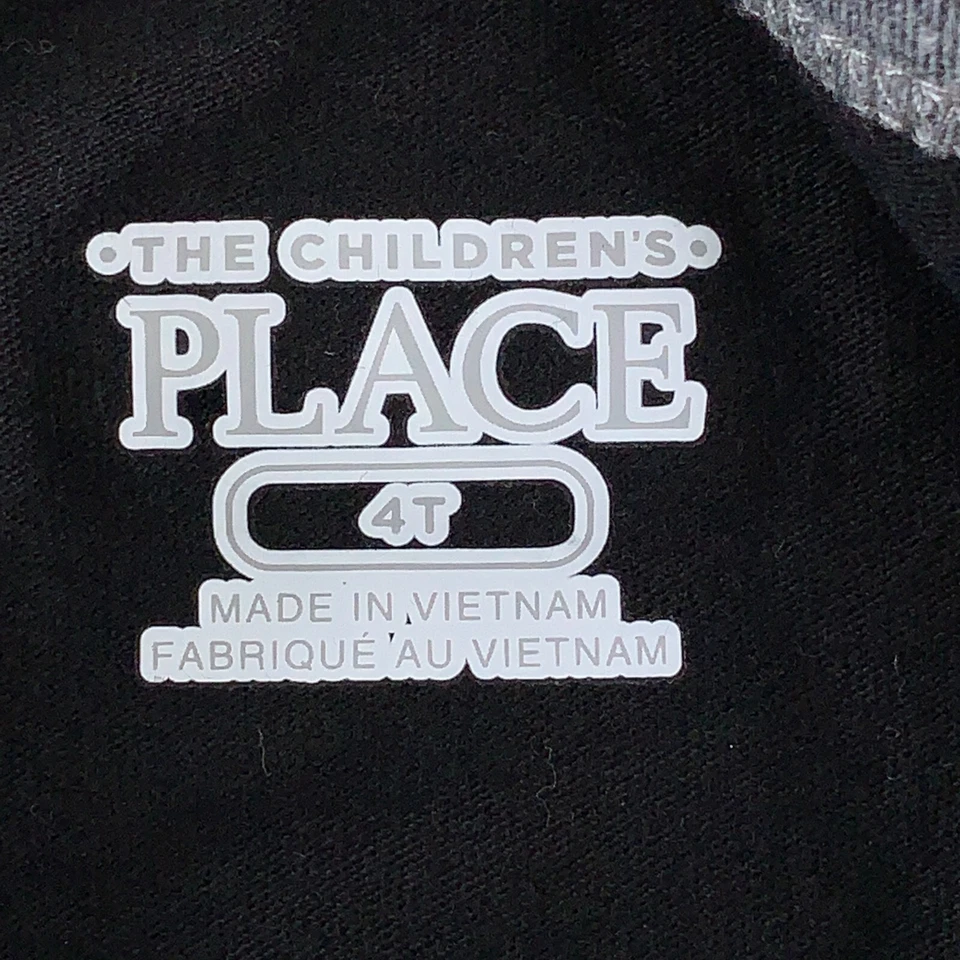 •THE CHILDREN'S•
PLACE
4T
MADE IN VIETNAM
FABRIQUÉ AU VIETNAM